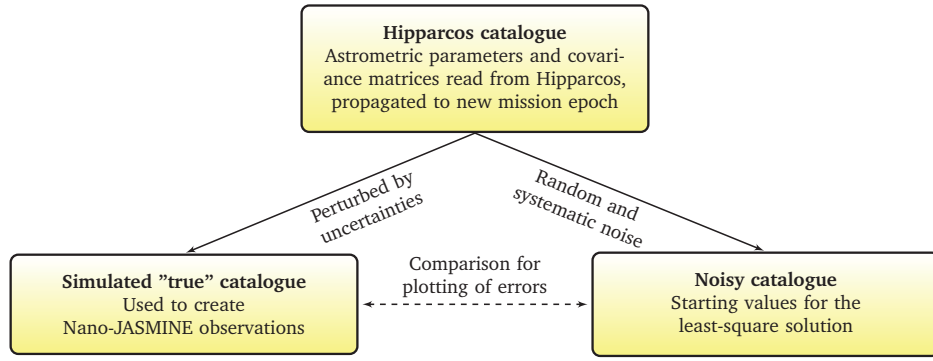 Hipparcos catalogue
Astrometric parameters and covari-
ance matrices read from Hipparcos,
propagated to new mission epoch
Perturbed by
uncertainties
Random and
systematic noise
Simulated ”true” catalogue
Used to create
Nano-JASMINE observations
Comparison for
plotting of errors
Noisy catalogue
Starting values for the
least-square solution